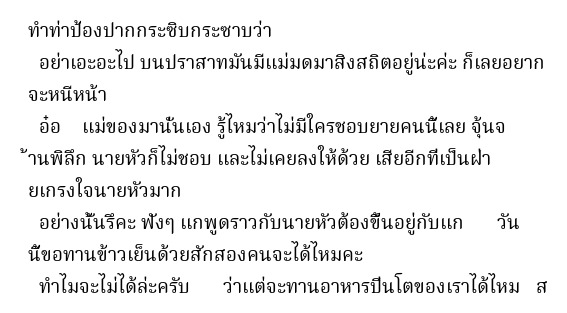 ทำท่าป้องปากกระซิบกระซาบว่า
อย่าเอะอะไป บนปราสาทมันมีแม่มดมาสิงสถิตอยู่น่ะค่ะ ก็เลยอยาก
จะหนีหน้า
อ๋อ แม่ของมานั่นเอง รู้ไหมว่าไม่มีใครชอบยายคนนี้เลย จุ้นจ
้านพิลึก นายหัวก็ไม่ชอบ และไม่เคยลงให้ด้วย เสียอีกทีเป็นฝ่า
ยเกรงใจนายหัวมาก
อย่างนั้นรึคะ ฟังๆ แกพูดราวกับนายหัวต้องขึ้นอยู่กับแก วัน
นี้ขอทานข้าวเย็นด้วยสักสองคนจะได้ไหมคะ
ทำไมจะไม่ได้ล่ะครับ ว่าแต่จะทานอาหารปิ่นโตของเราได้ไหม ส